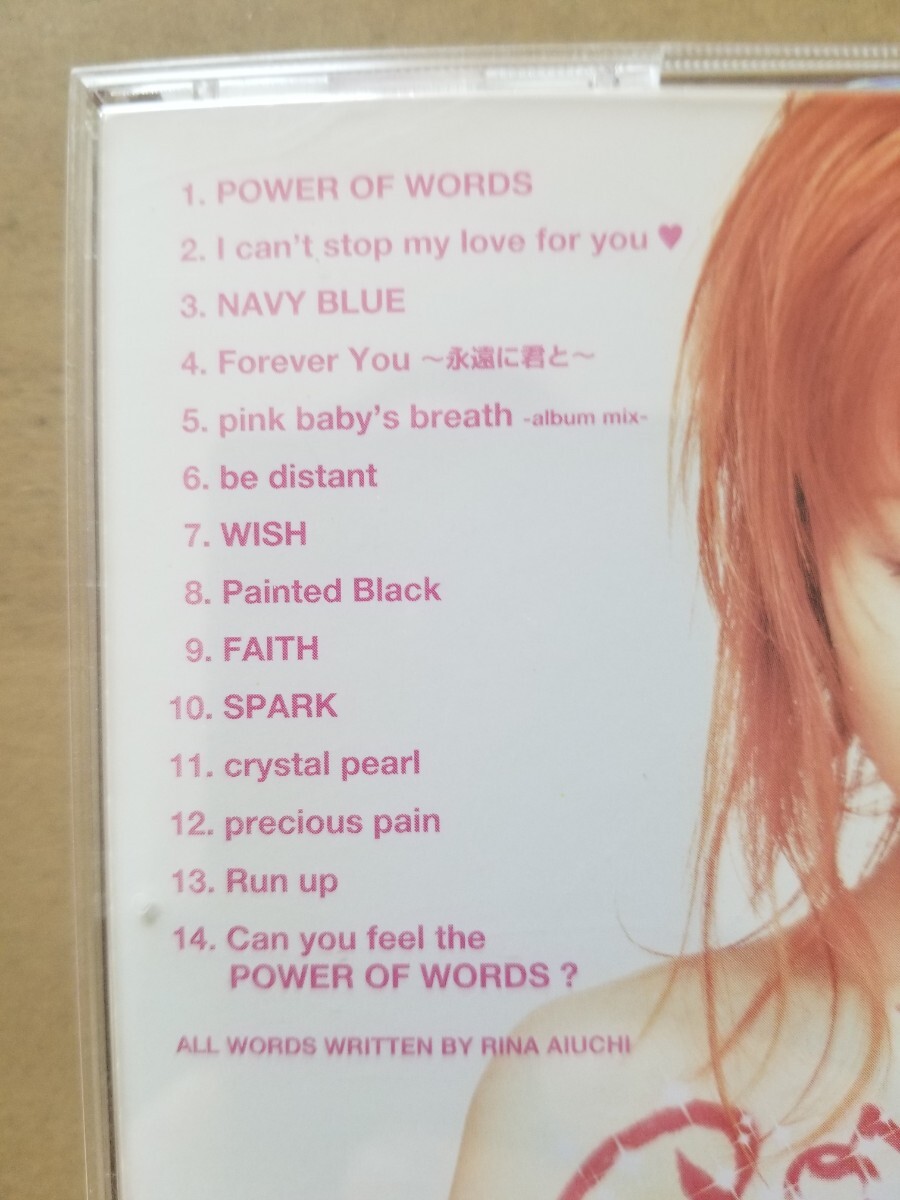 1. POWER OF WORDS
2. I can't stop my love for you ♥
3. NAVY BLUE
4. Forever You ～永遠に君と～
5. pink baby's breath -album mix-
6. be distant
7. WISH
8. Painted Black
9. FAITH
10. SPARK
11. crystal pearl
12. precious pain
13. Run up
14. Can you feel the
POWER OF WORDS ?
ALL WORDS WRITTEN BY RINA AIUCHI